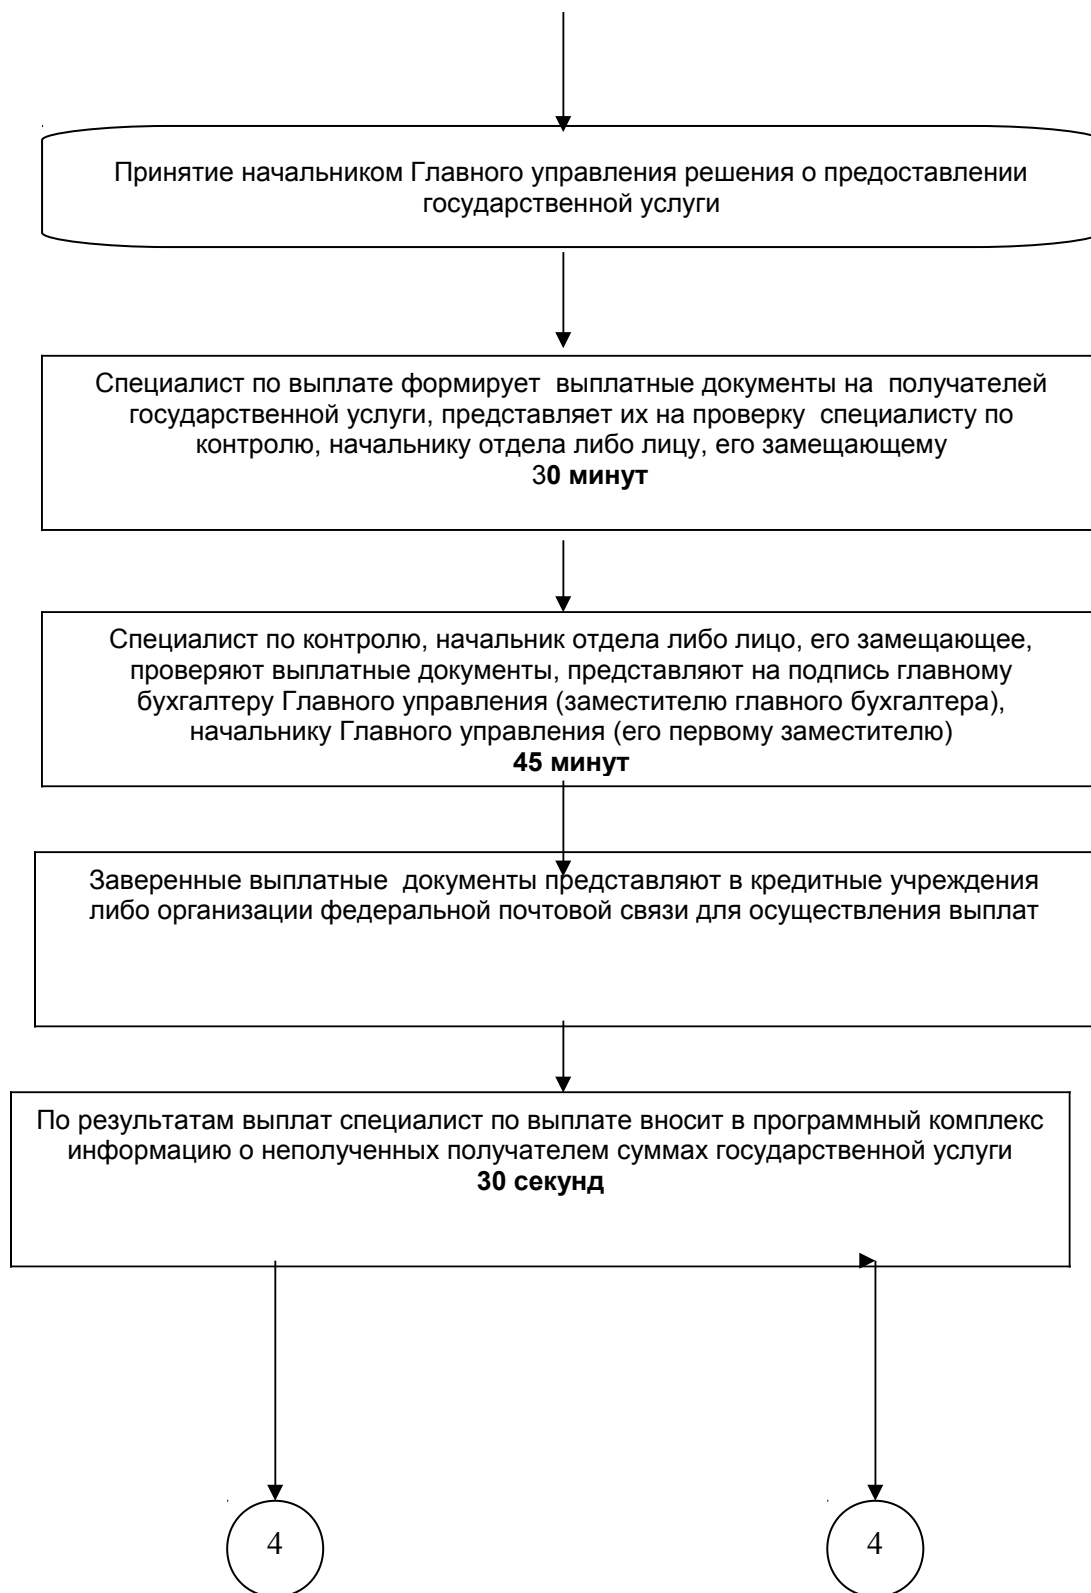 Принятие начальником Главного управления решения о предоставлении
государственной услуги
Специалист по выплате формирует выплатные документы на получателей
государственной услуги, представляет их на проверку специалисту по
контролю, начальнику отдела либо лицу, его замещающему
30 минут
Специалист по контролю, начальник отдела либо лицо, его замещающее,
проверяют выплатные документы, представляют на подпись главному
бухгалтеру Главного управления (заместителю главного бухгалтера),
начальнику Главного управления (его первому заместителю)
45 минут
Заверенные выплатные документы представляют в кредитные учреждения
либо организации федеральной почтовой связи для осуществления выплат
По результатам выплат специалист по выплате вносит в программный комплекс
информацию о неполученных получателем суммах государственной услуги
30 секунд
4
4